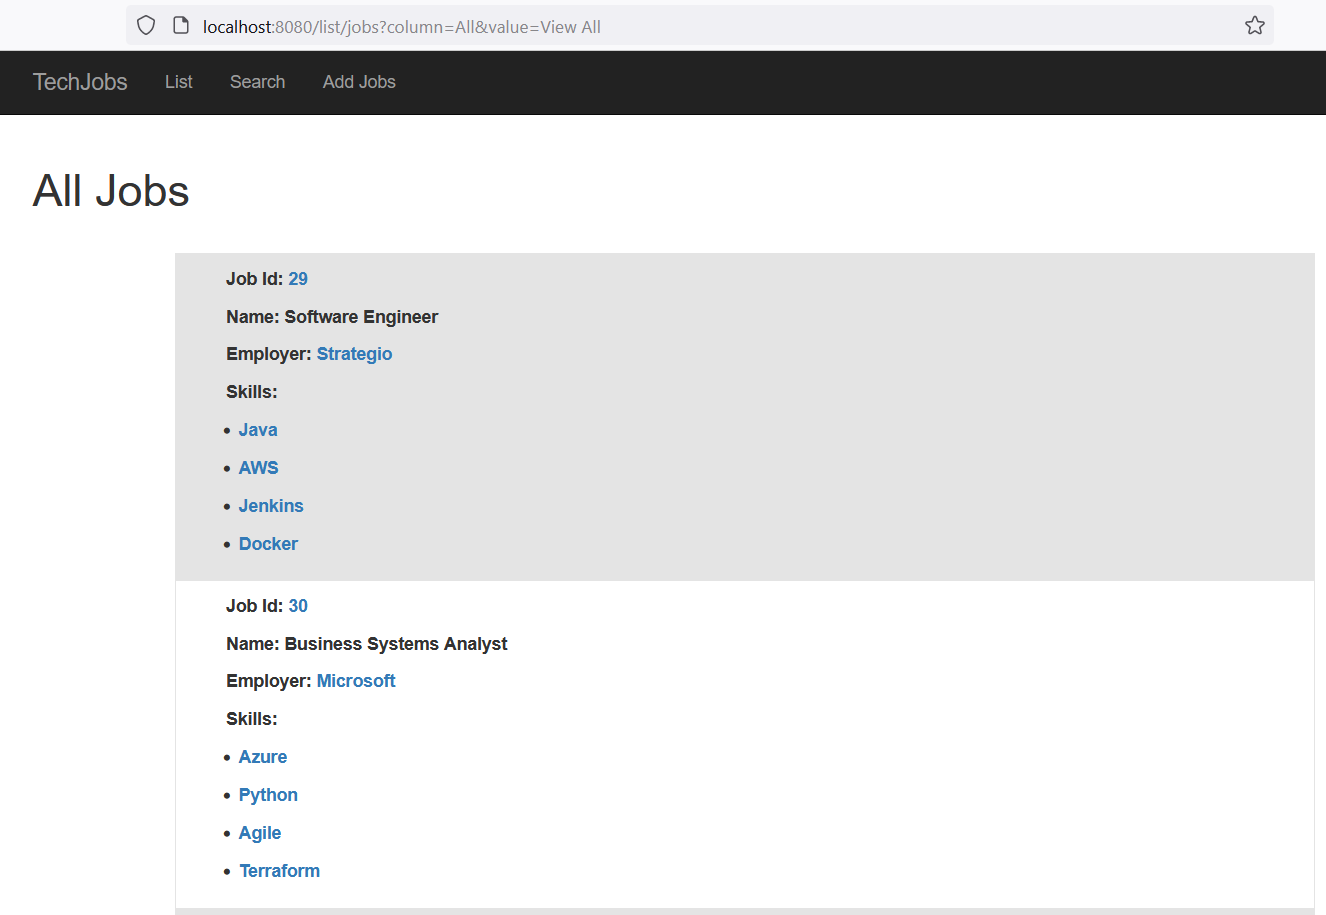 localhost:8080/list/jobs?column=All&value=View All
TechJobs List Search Add Jobs
All Jobs
Job Id: 29
Name: Software Engineer
Employer: Strategio
Skills:
• Java
• AWS
• Jenkins
• Docker
Job Id: 30
Name: Business Systems Analyst
Employer: Microsoft
Skills:
• Azure
• Python
• Agile
• Terraform